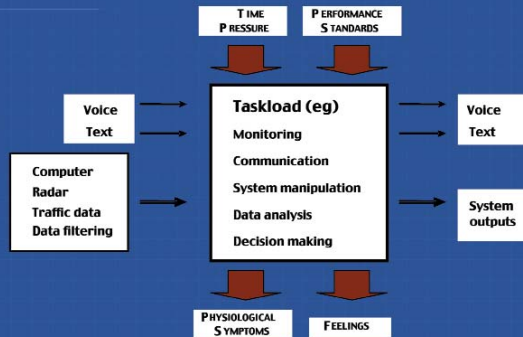 TIME
PRESSURE
PERFORMANCE
STANDARDS
Voice
Text
Computer
Radar
Traffic data
Data filtering
Taskload (eg)
Monitoring
Communication
System manipulation
Data analysis
Decision making
Voice
Text
System
outputs
PHYSIOLOGICAL
SYMPTOMS
FEELINGS